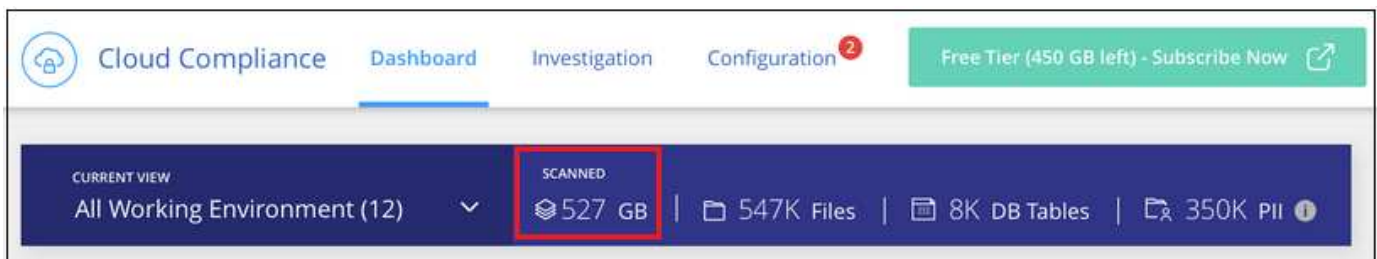 Cloud Compliance Dashboard Investigation Configuration 2 Free Tier (450 GB left) - Subscribe Now
CURRENT VIEW SCANNED
All Working Environment (12) 527 GB | 547K Files | 8K DB Tables | 350K PII